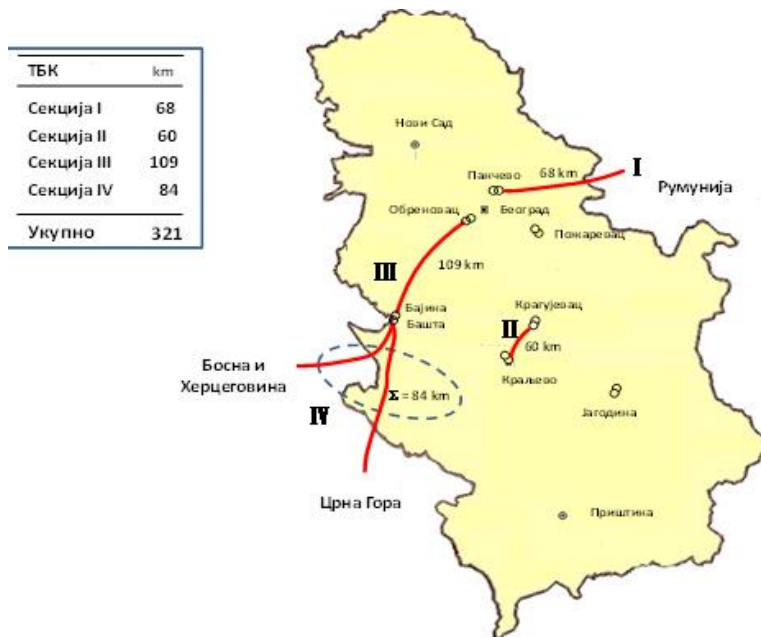 ТБК km
Секција I 68
Секција II 60
Секција III 109
Секција IV 84
Укупно 321
Нови Сад
I
68 km
Панчево
Румунија
Обреновац
Београд
Пожаревац
III
109 km
Бајина
Башта
Крагујевац
II
60 km
Босна и
Херцеговина
Краљево
Σ = 84 km
IV
Јагодина
Црна Гора
Приштина